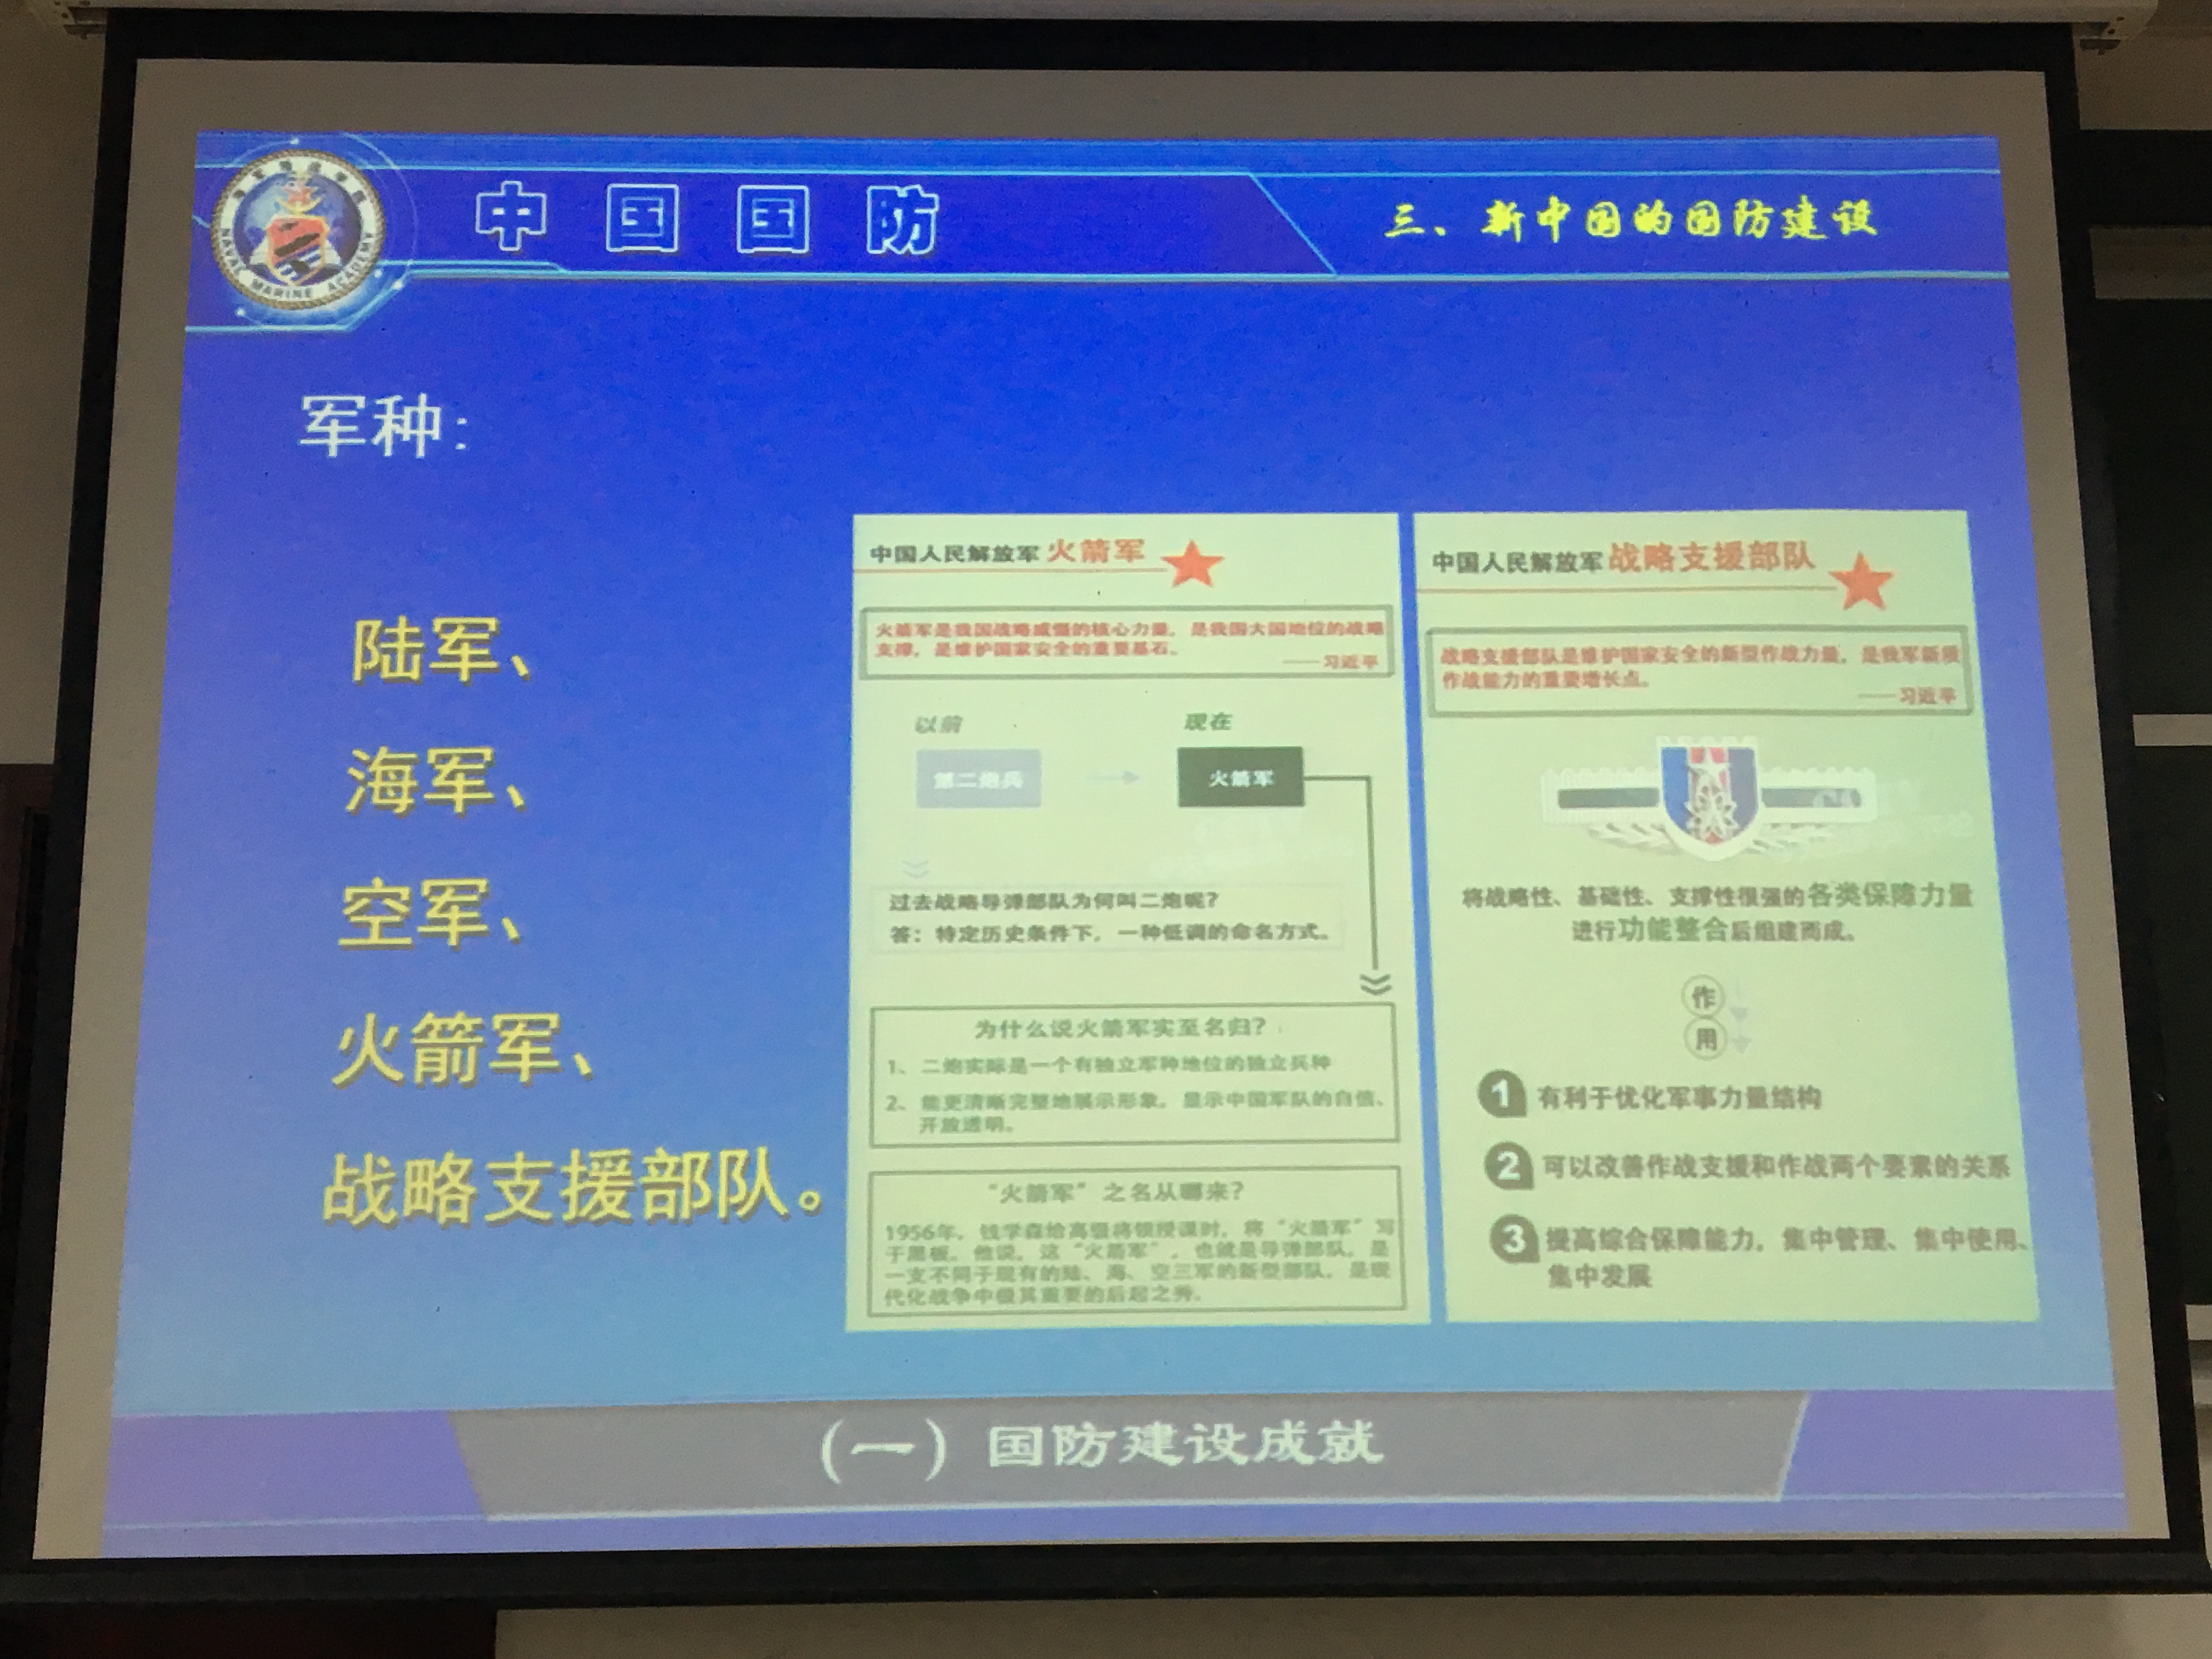 中国国防
三、新中国的国防建设
NAVAL MARINE ACADEMY
军种：
陆军、
海军、
空军、
火箭军、
战略支援部队。
中国人民解放军 火箭军
火箭军是我国战略威慑的核心力量，是我国大国地位的战略
支撑，是维护国家安全的重要基石。
——习近平
以前
现在
第二炮兵
火箭军
过去战略导弹部队为何叫二炮呢？
答：特定历史条件下，一种低调的命名方式。
为什么说火箭军实至名归？
1、二炮实际是一个有独立军种地位的独立兵种
2、能更清晰完整地展示形象，显示中国军队的自信、
开放透明。
“火箭军”之名从哪来？
1956年，钱学森给高级将领授课时，将“火箭军”写
于黑板。他说，这“火箭军”，也就是导弹部队，是
一支不同于现有的陆、海、空三军的新型部队，是现
代化战争中极其重要的后起之秀。
中国人民解放军 战略支援部队
战略支援部队是维护国家安全的新型作战力量，是我军新质
作战能力的重要增长点。
——习近平
将战略性、基础性、支撑性很强的各类保障力量
进行功能整合后组建而成。
作
用
1 有利于优化军事力量结构
2 可以改善作战支援和作战两个要素的关系
3 提高综合保障能力，集中管理、集中使用、
集中发展
（一）国防建设成就